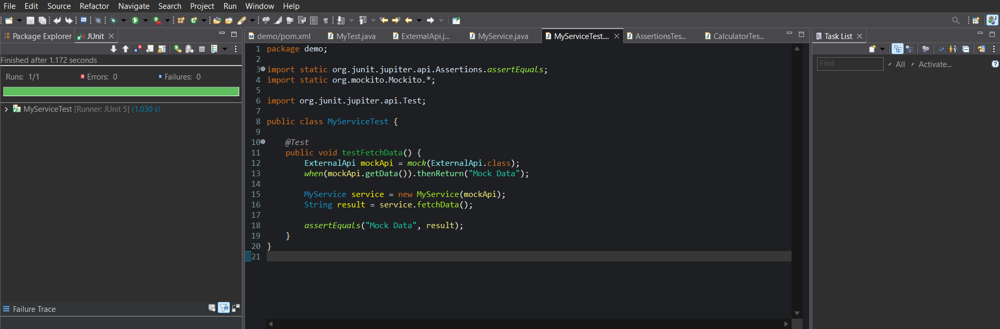 File Edit Source Refactor Navigate Search Project Run Window Help
Package Explorer JUnit
Finished after 1.172 seconds
Runs: 1/1 Errors: 0 Failures: 0
MyServiceTest [Runner: JUnit 5] (1.030 s)
Failure Trace
demo/pom.xml MyTest.java ExternalApi.j... MyService.java MyServiceTest.... AssertionsTes... CalculatorTes...
1 package demo;
2
3 import static org.junit.jupiter.api.Assertions.assertEquals;
4 import static org.mockito.Mockito.*;
5
6 import org.junit.jupiter.api.Test;
7
8 public class MyServiceTest {
9
10 @Test
11 public void testFetchData() {
12 ExternalApi mockApi = mock(ExternalApi.class);
13 when(mockApi.getData()).thenReturn("Mock Data");
14
15 MyService service = new MyService(mockApi);
16 String result = service.fetchData();
17
18 assertEquals("Mock Data", result);
19 }
20 }
21
Task List
Find All Activate...